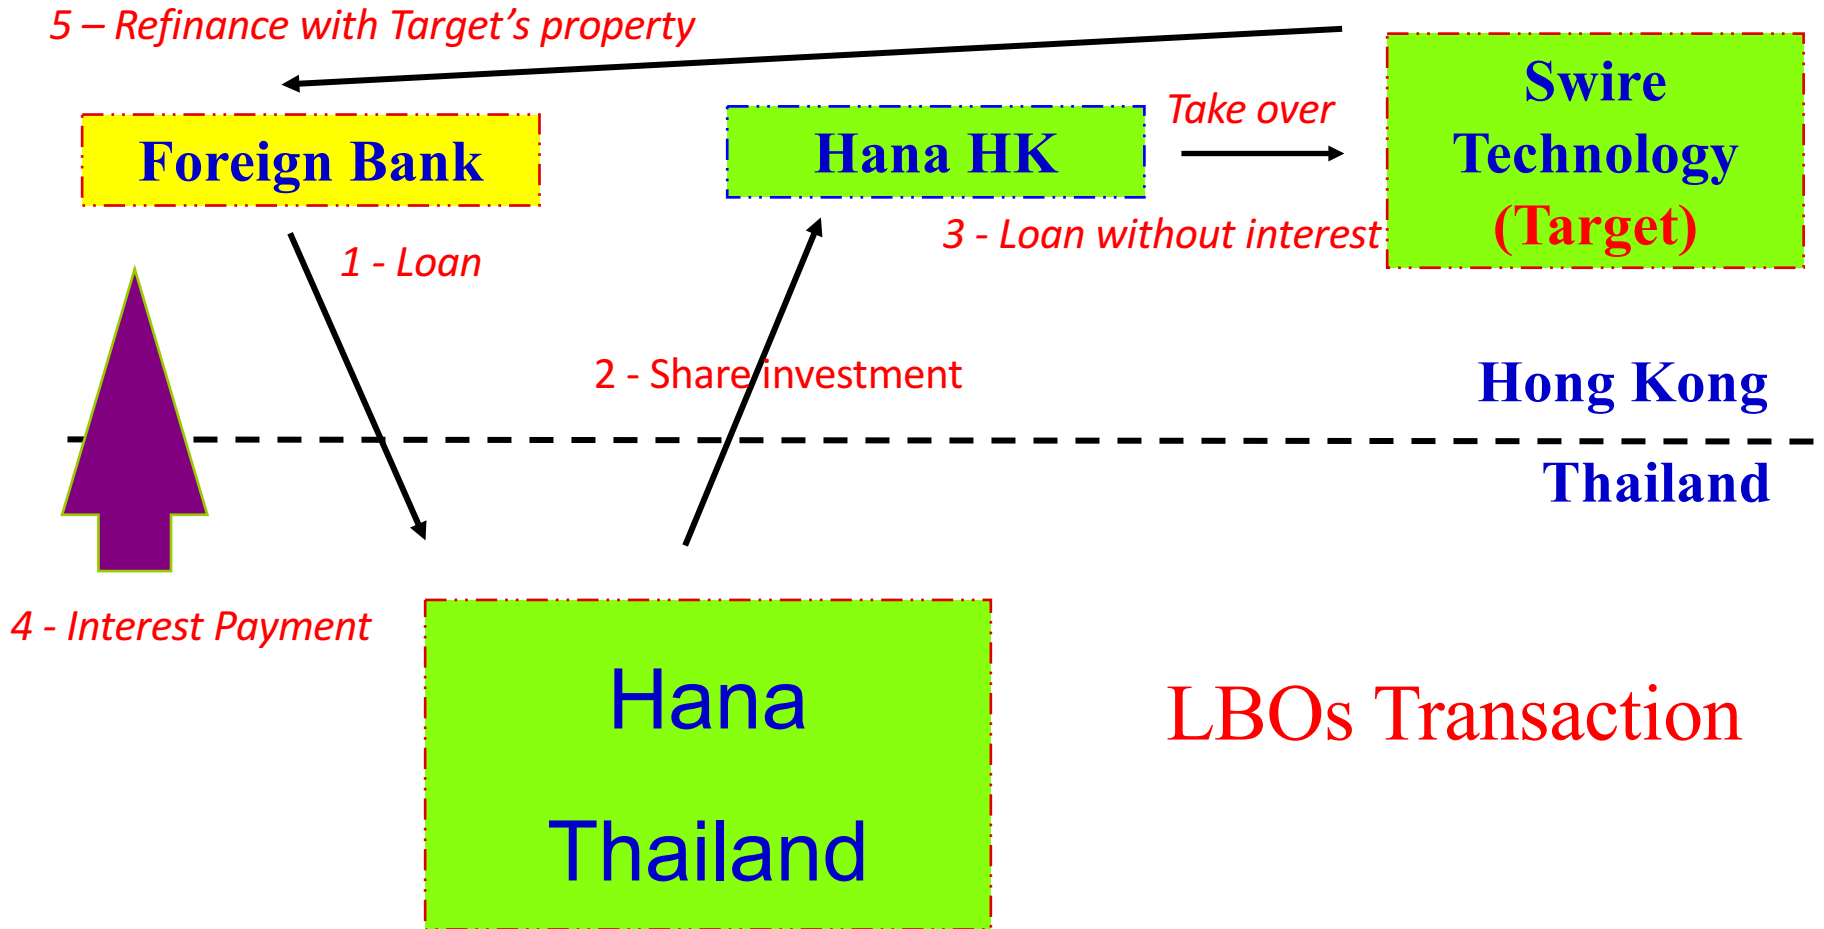 5 – Refinance with Target’s property
Swire
Technology
(Target)
Take over
Foreign Bank
Hana HK
3 - Loan without interest
1 - Loan
2 - Share investment
Hong Kong
Thailand
4 - Interest Payment
Hana
Thailand
LBOs Transaction